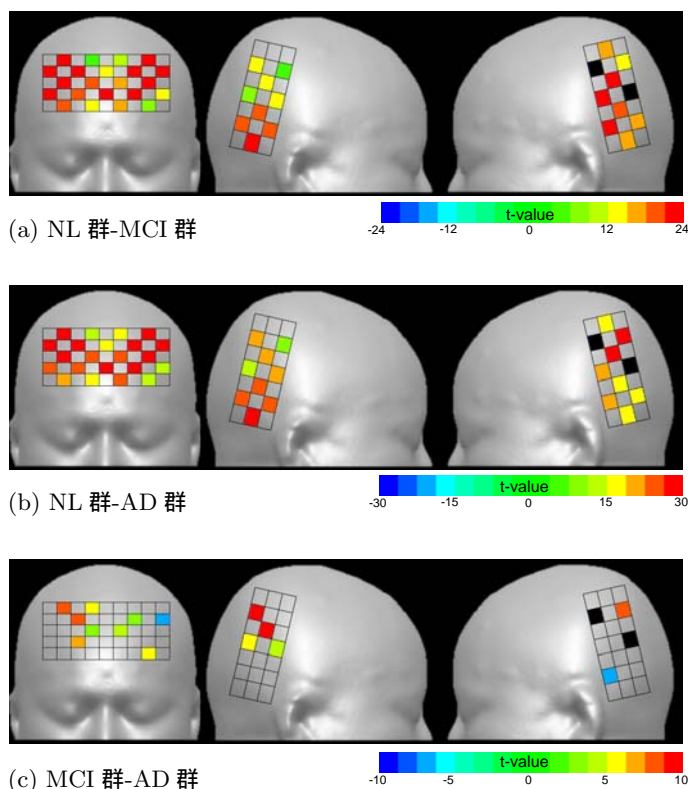 t-value
-24 -12 0 12 24
(a) NL 群-MCI 群
t-value
-30 -15 0 15 30
(b) NL 群-AD 群
t-value
-10 -5 0 5 10
(c) MCI 群-AD 群